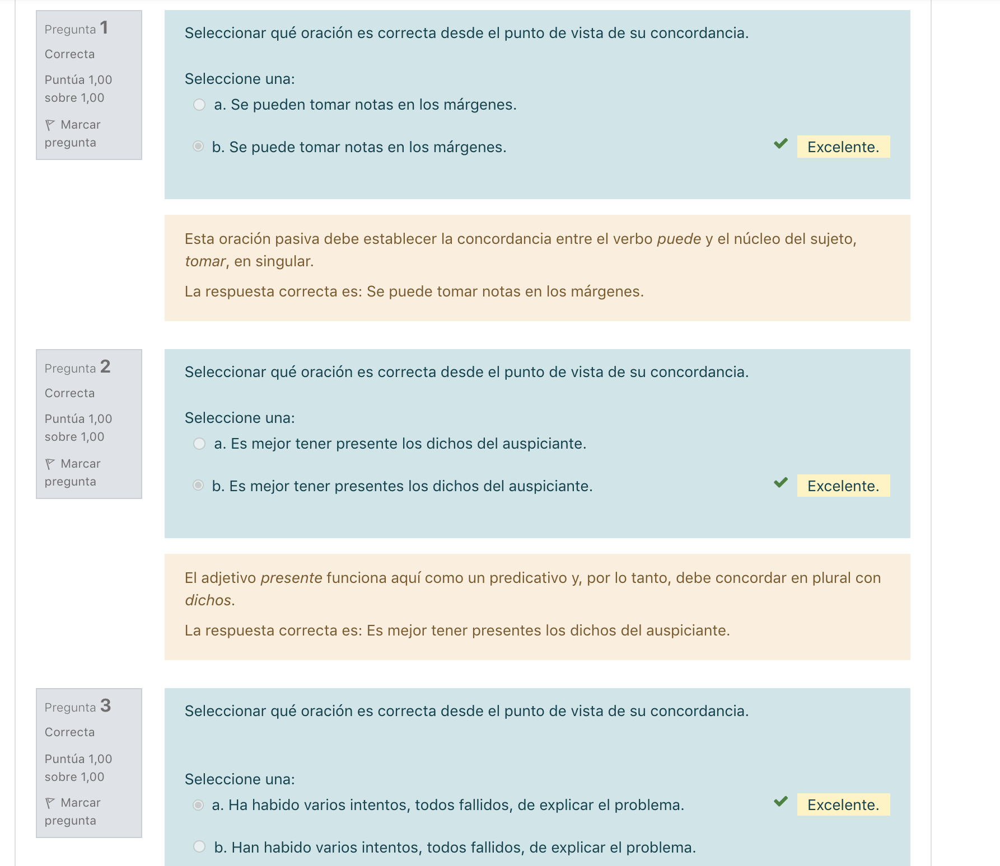 Pregunta 1
Correcta
Puntúa 1,00
sobre 1,00
Marcar
pregunta
Seleccionar qué oración es correcta desde el punto de vista de su concordancia.
Seleccione una:
a. Se pueden tomar notas en los márgenes.
b. Se puede tomar notas en los márgenes.
Excelente.
Esta oración pasiva debe establecer la concordancia entre el verbo puede y el núcleo del sujeto,
tomar, en singular.
La respuesta correcta es: Se puede tomar notas en los márgenes.
Pregunta 2
Correcta
Puntúa 1,00
sobre 1,00
Marcar
pregunta
Seleccionar qué oración es correcta desde el punto de vista de su concordancia.
Seleccione una:
a. Es mejor tener presente los dichos del auspiciante.
b. Es mejor tener presentes los dichos del auspiciante.
Excelente.
El adjetivo presente funciona aquí como un predicativo y, por lo tanto, debe concordar en plural con
dichos.
La respuesta correcta es: Es mejor tener presentes los dichos del auspiciante.
Pregunta 3
Correcta
Puntúa 1,00
sobre 1,00
Marcar
pregunta
Seleccionar qué oración es correcta desde el punto de vista de su concordancia.
Seleccione una:
a. Ha habido varios intentos, todos fallidos, de explicar el problema.
Excelente.
b. Han habido varios intentos, todos fallidos, de explicar el problema.